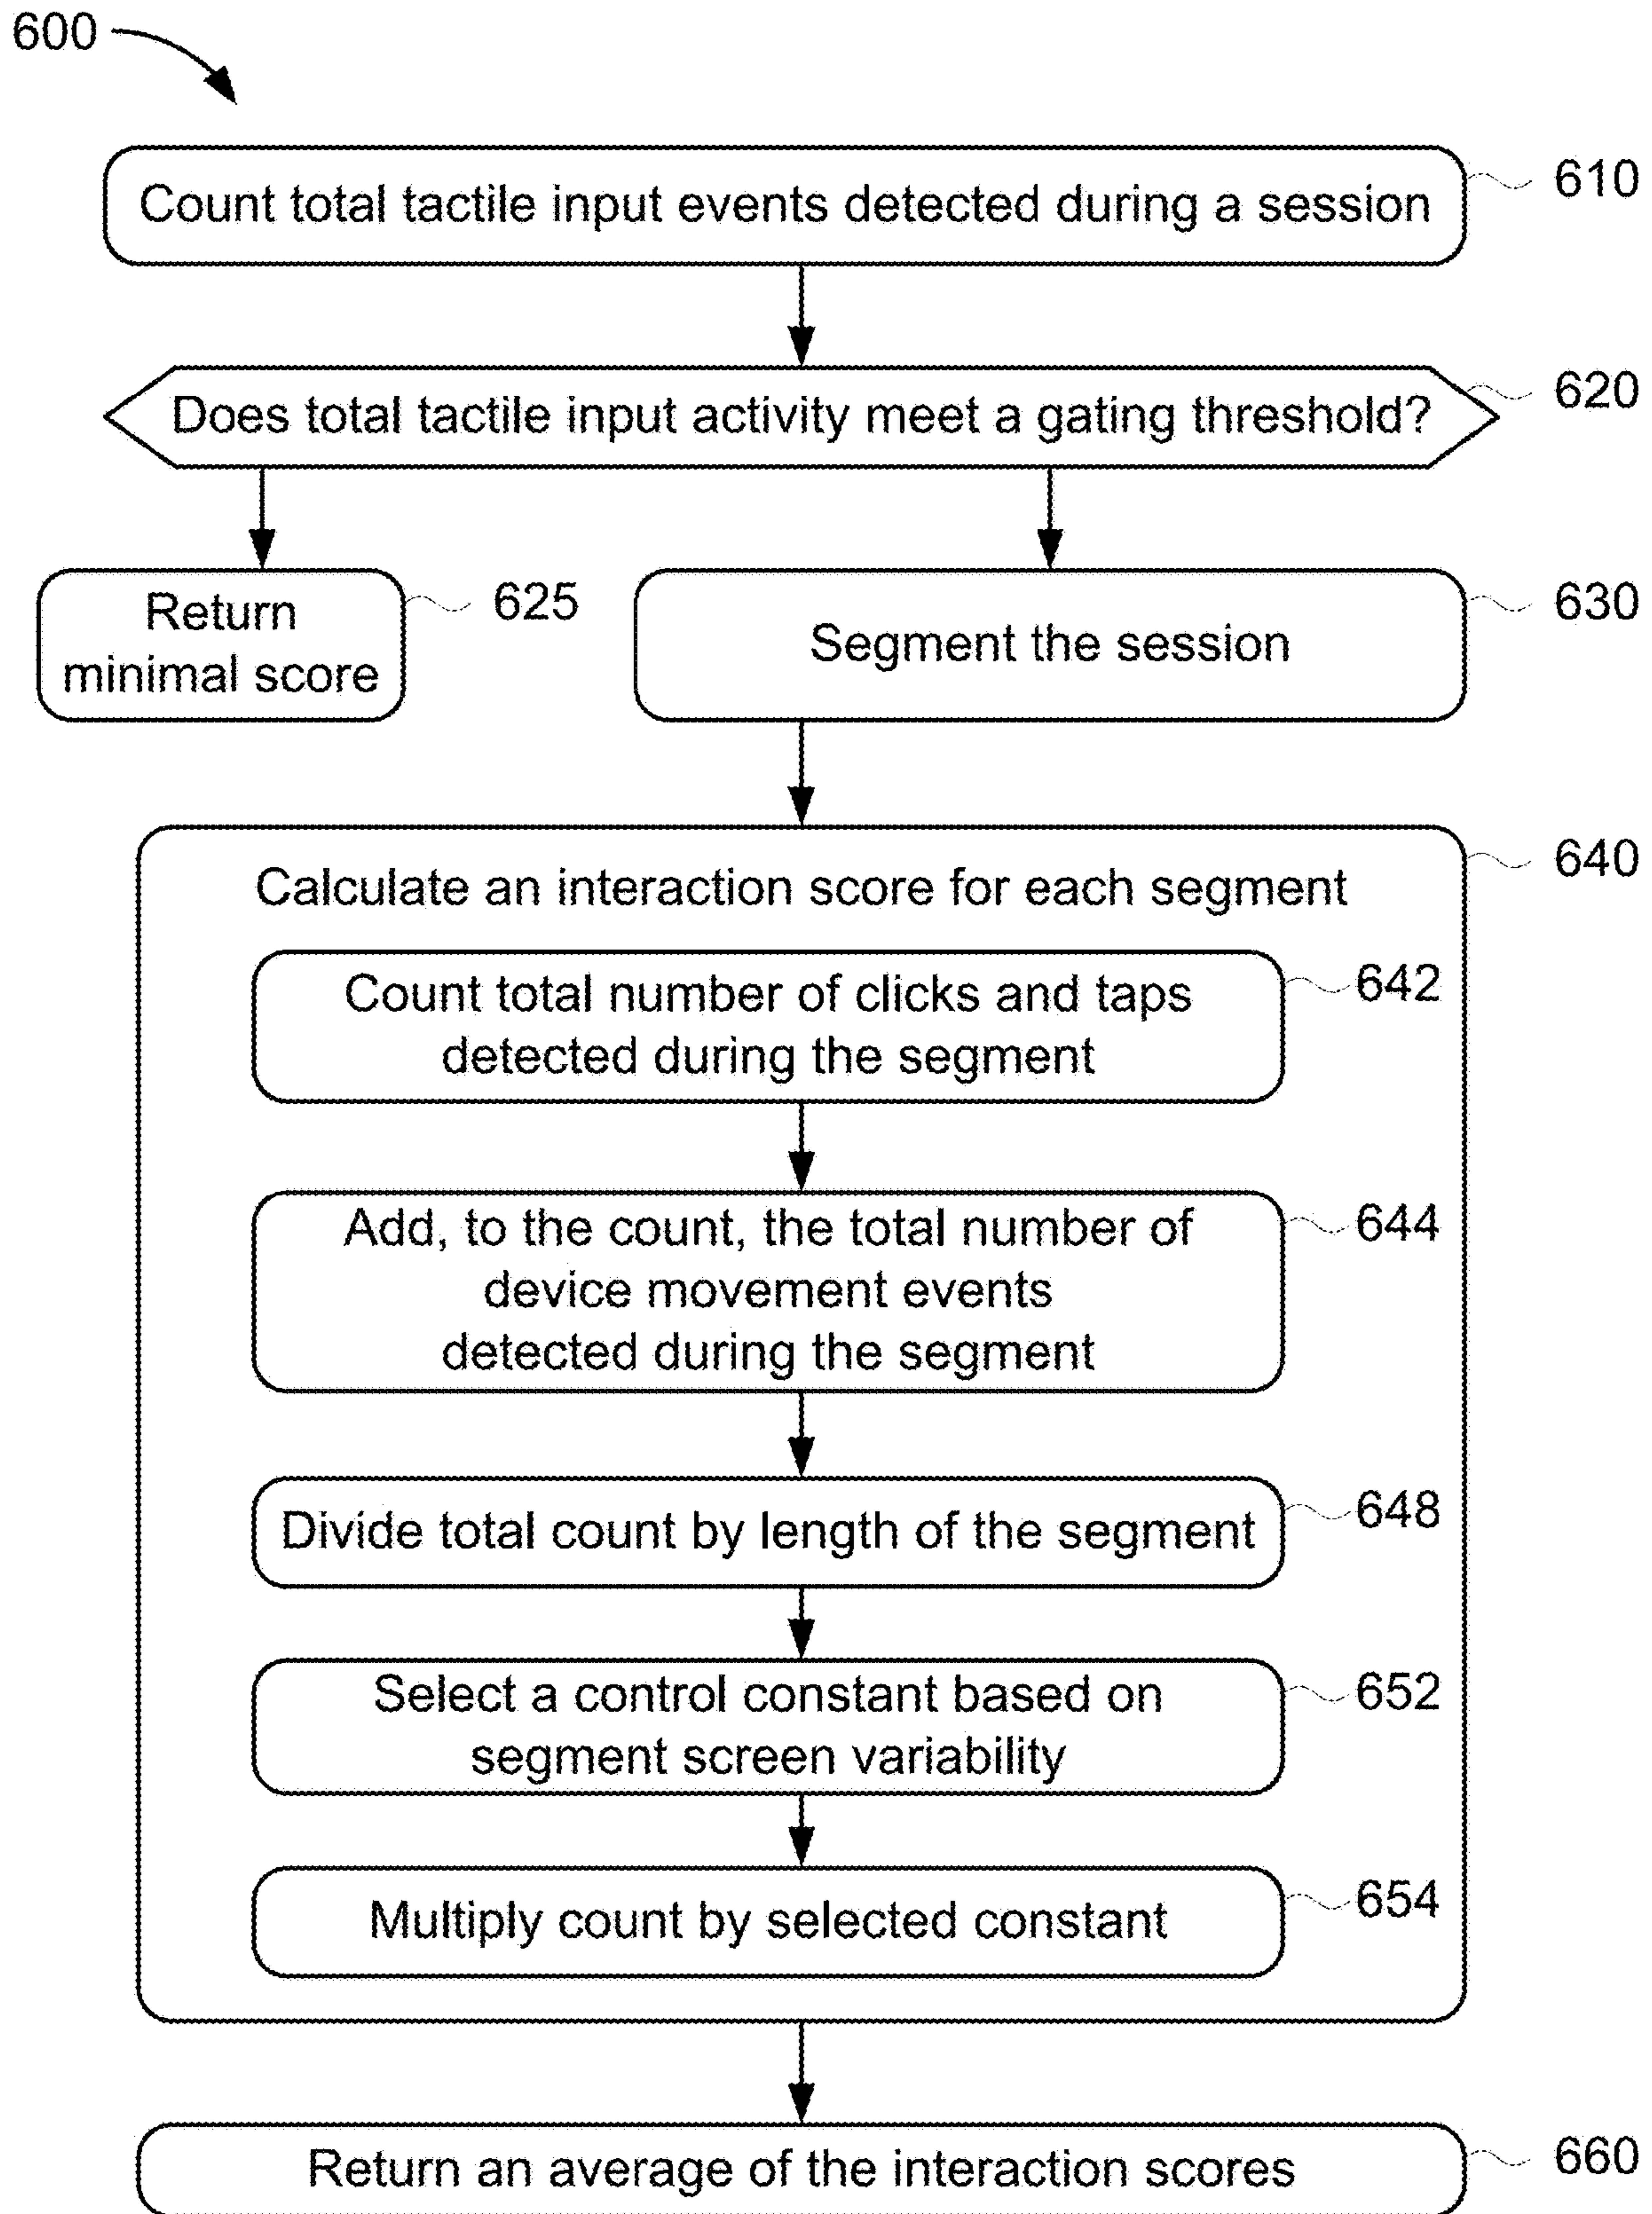 600
Count total tactile input events detected during a session
610
Does total tactile input activity meet a gating threshold?
620
Return
minimal score
625
Segment the session
630
640
Calculate an interaction score for each segment
Count total number of clicks and taps
detected during the segment
642
Add, to the count, the total number of
device movement events
detected during the segment
644
Divide total count by length of the segment
648
Select a control constant based on
segment screen variability
652
Multiply count by selected constant
654
Return an average of the interaction scores
660